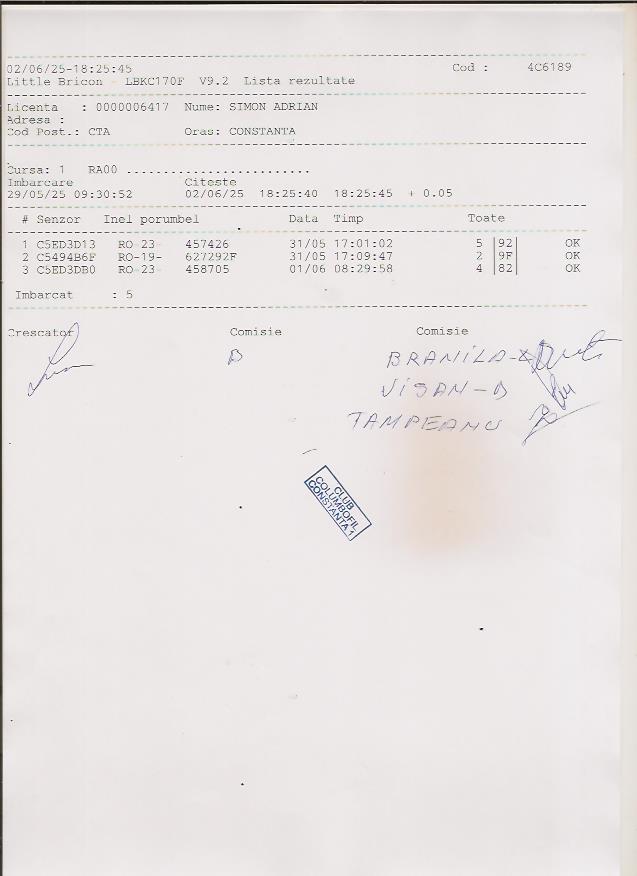 02/06/25-18:25:45 Cod : 4C6189
Little Bricon - LBKC170F V9.2 Lista rezultate
Licenta : 0000006417 Nume: SIMON ADRIAN
Adresa :
Cod Post.: CTA Oras: CONSTANTA
Cursa: 1 RA00 .........................
Imbarcare Citeste
29/05/25 09:30:52 02/06/25 18:25:40 18:25:45 + 0.05
# Senzor Inel porumbel Data Timp Toate
1 C5ED3D13 RO-23- 457426 31/05 17:01:02 5 |92| OK
2 C5494B6F RO-19- 627292F 31/05 17:09:47 2 |9F| OK
3 C5ED3DB0 RO-23- 458705 01/06 08:29:58 4 |82| OK
Imbarcat : 5
Crescator Comisie Comisie
BRANILA
VISAN-D
TAMPEANU
CLUB
COLUMBOFIL
CONSTANTA 1